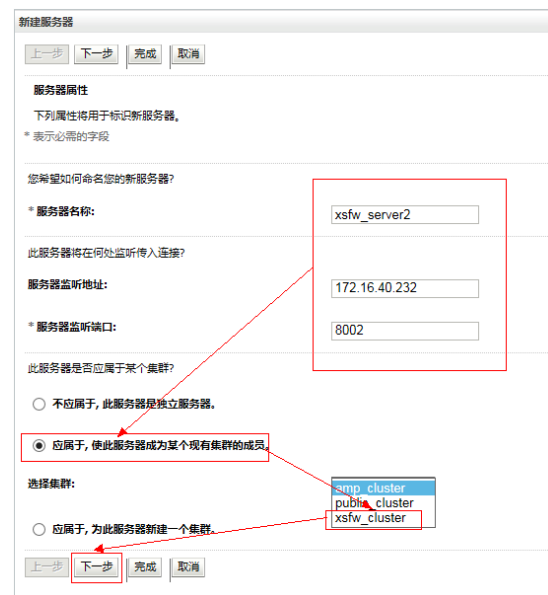 新建服务器
上一步 下一步 完成 取消
服务器属性
下列属性将用于标识新服务器。
* 表示必需的字段
您希望如何命名您的新服务器?
* 服务器名称: xsfw_server2
此服务器将在何处监听传入连接?
服务器监听地址: 172.16.40.232
* 服务器监听端口: 8002
此服务器是否应属于某个集群?
不应属于, 此服务器是独立服务器。
应属于, 使此服务器成为某个现有集群的成员。
选择集群: amp_cluster
public_cluster
xsfw_cluster
应属于, 为此服务器新建一个集群。
上一步 下一步 完成 取消